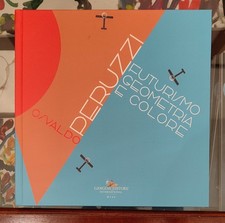 OSVALDO
PERUZZI
FUTURISMO
GEOMETRIA
E COLORE